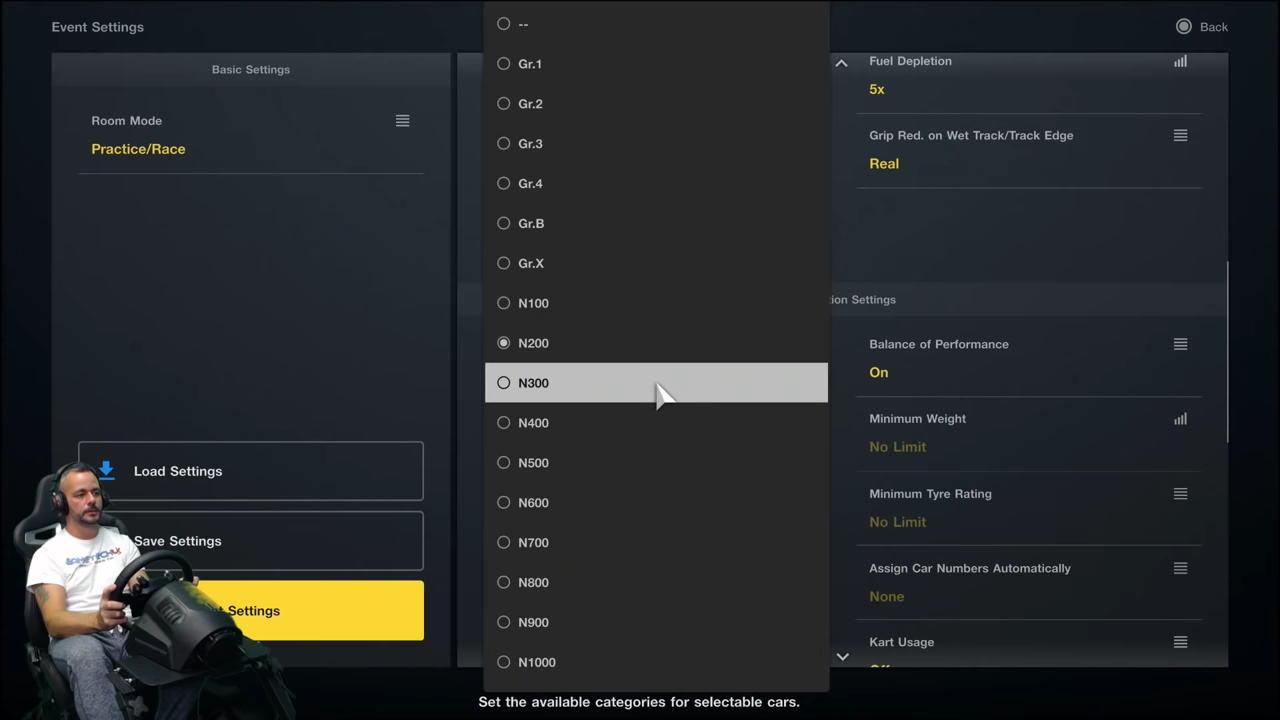 Event Settings
Back
Basic Settings
Room Mode
Practice/Race
Load Settings
Save Settings
Settings
--
Gr.1
Gr.2
Gr.3
Gr.4
Gr.B
Gr.X
N100
N200
N300
N400
N500
N600
N700
N800
N900
N1000
Fuel Depletion
5x
Grip Red. on Wet Track/Track Edge
Real
Settings
Balance of Performance
On
Minimum Weight
No Limit
Minimum Tyre Rating
No Limit
Assign Car Numbers Automatically
None
Kart Usage
Off
Set the available categories for selectable cars.